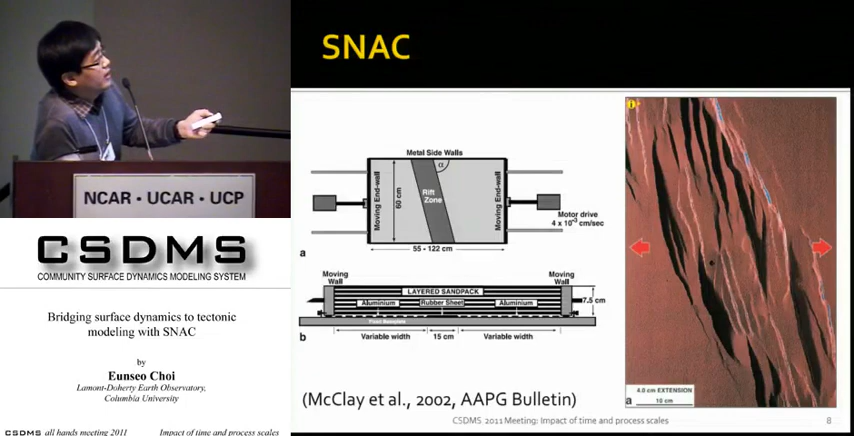 NCAR • UCAR • UCP
CSDMS
COMMUNITY SURFACE DYNAMICS MODELING SYSTEM
Bridging surface dynamics to tectonic
modeling with SNAC
by
Eunseo Choi
Lamont-Doherty Earth Observatory,
Columbia University
CSDMS all hands meeting 2011 Impact of time and process scales
SNAC
Metal Side Walls
α
Moving End-wall
60 cm
Rift
Zone
Moving End-wall
Motor drive
4 x 10⁻³ cm/sec
55 - 122 cm
a
Moving
Wall
Moving
Wall
LAYERED SANDPACK
Aluminium
Rubber Sheet
Aluminium
7.5 cm
Variable width
15 cm
Variable width
b
4.0 cm EXTENSION
10 cm
a
(McClay et al., 2002, AAPG Bulletin)
CSDMS 2011 Meeting: Impact of time and process scales
8